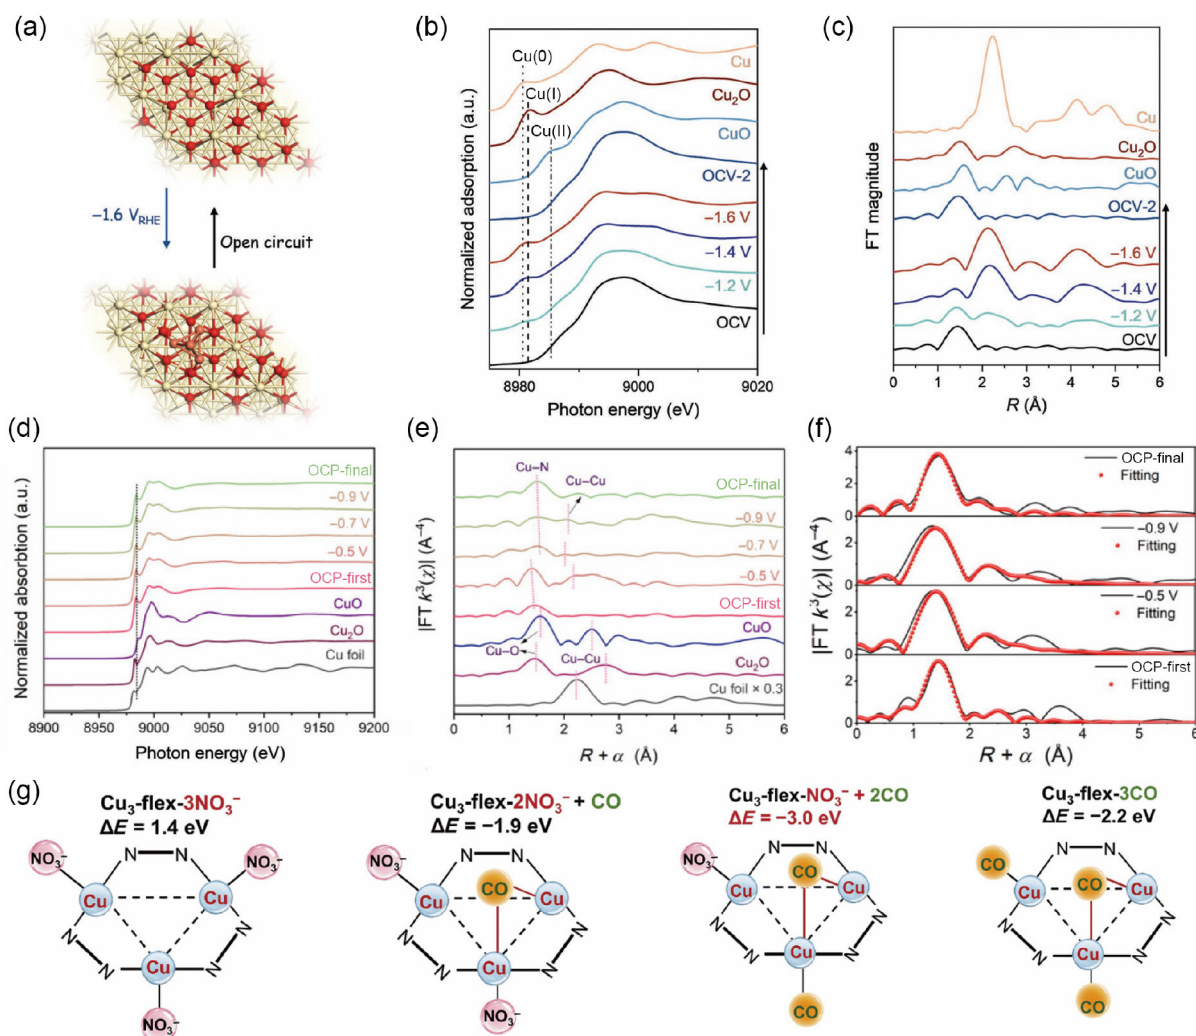 (a)
−1.6 V_RHE
Open circuit
(b)
Normalized adsorption (a.u.)
Cu(0)
Cu(I)
Cu(II)
Cu
Cu₂O
CuO
OCV-2
−1.6 V
−1.4 V
−1.2 V
OCV
8980 9000 9020
Photon energy (eV)
(c)
FT magnitude
Cu
Cu₂O
CuO
OCV-2
−1.6 V
−1.4 V
−1.2 V
OCV
0 1 2 3 4 5 6
R (Å)
(d)
Normalized absorbtion (a.u.)
OCP-final
−0.9 V
−0.7 V
−0.5 V
OCP-first
CuO
Cu₂O
Cu foil
8900 8950 9000 9050 9100 9150 9200
Photon energy (eV)
(e)
|FT k³(χ)| (A⁻⁴)
Cu−N
Cu−Cu
OCP-final
−0.9 V
−0.7 V
−0.5 V
OCP-first
CuO
Cu−O
Cu−Cu
Cu₂O
Cu foil × 0.3
0 1 2 3 4 5 6
R + α (Å)
(f)
|FT k³(χ)| (A⁻⁴)
4
2
0
OCP-final
Fitting
2
0
−0.9 V
Fitting
2
0
−0.5 V
Fitting
2
0
OCP-first
Fitting
0 1 2 3 4 5 6
R + α (Å)
(g)
Cu₃-flex-3NO₃⁻
ΔE = 1.4 eV
NO₃⁻
N N
NO₃⁻
Cu
Cu
N
N
N
Cu
N
NO₃⁻
Cu₃-flex-2NO₃⁻ + CO
ΔE = −1.9 eV
NO₃⁻
N N
Cu
CO
Cu
N
N
N
Cu
N
NO₃⁻
Cu₃-flex-NO₃⁻ + 2CO
ΔE = −3.0 eV
NO₃⁻
N N
CO
Cu
Cu
N
N
N
Cu
N
CO
Cu₃-flex-3CO
ΔE = −2.2 eV
CO
N N
Cu
CO
Cu
N
N
N
Cu
N
CO